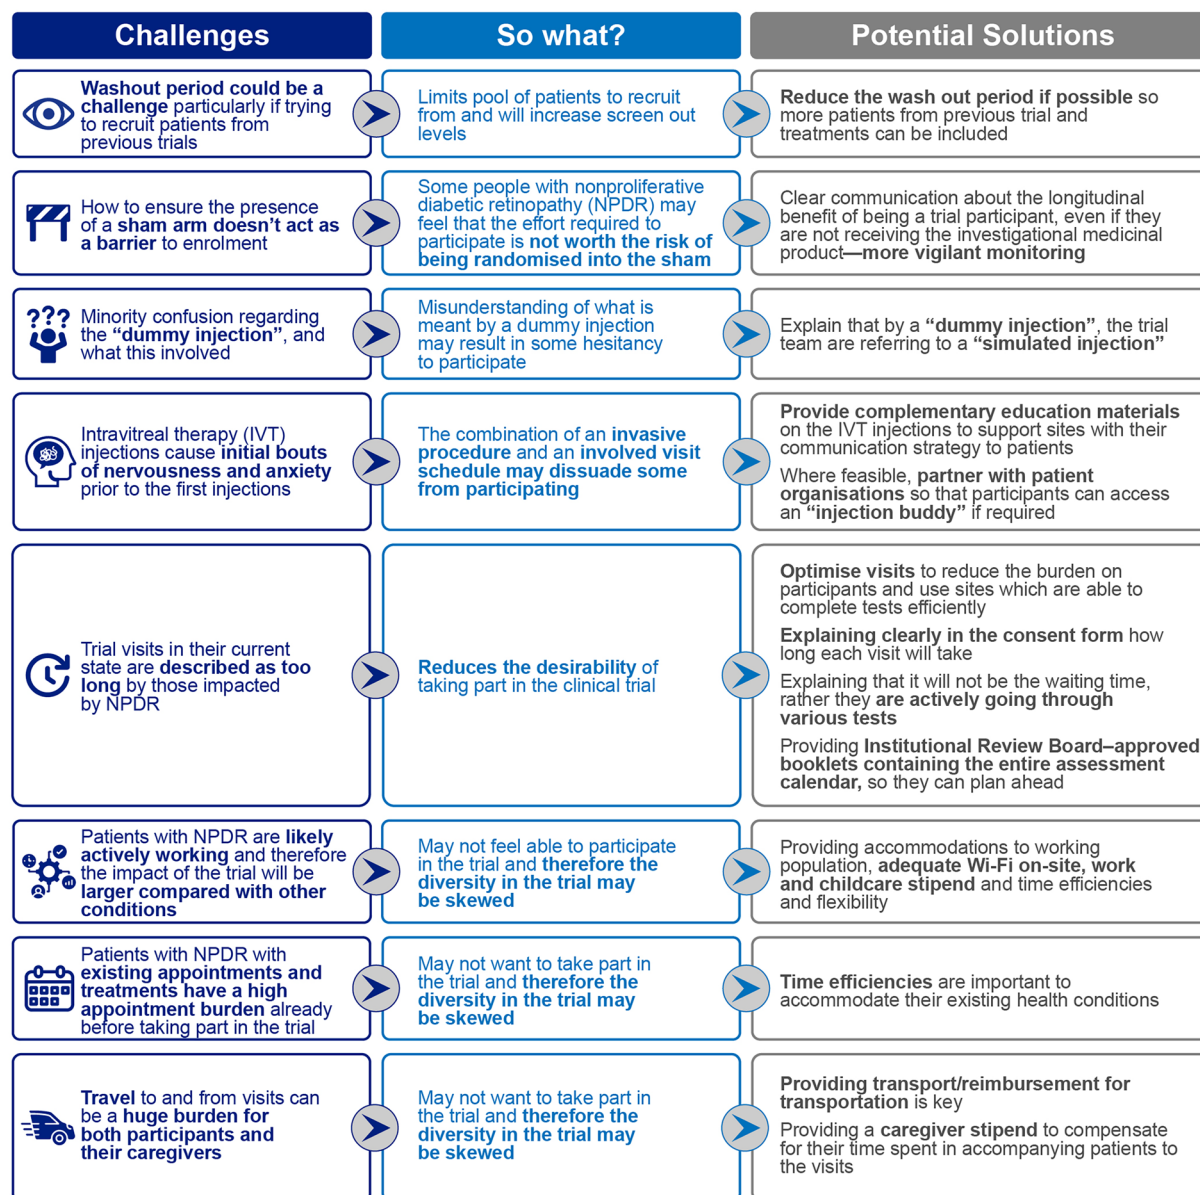 Challenges
So what?
Potential Solutions
Washout period could be a
challenge particularly if trying
to recruit patients from
previous trials
Limits pool of patients to recruit
from and will increase screen out
levels
Reduce the wash out period if possible so
more patients from previous trial and
treatments can be included
How to ensure the presence
of a sham arm doesn’t act as
a barrier to enrolment
Some people with nonproliferative
diabetic retinopathy (NPDR) may
feel that the effort required to
participate is not worth the risk of
being randomised into the sham
Clear communication about the longitudinal
benefit of being a trial participant, even if they
are not receiving the investigational medicinal
product—more vigilant monitoring
???
Minority confusion regarding
the “dummy injection”, and
what this involved
Misunderstanding of what is
meant by a dummy injection
may result in some hesitancy
to participate
Explain that by a “dummy injection”, the trial
team are referring to a “simulated injection”
Intravitreal therapy (IVT)
injections cause initial bouts
of nervousness and anxiety
prior to the first injections
The combination of an invasive
procedure and an involved visit
schedule may dissuade some
from participating
Provide complementary education materials
on the IVT injections to support sites with their
communication strategy to patients
Where feasible, partner with patient
organisations so that participants can access
an “injection buddy” if required
Trial visits in their current
state are described as too
long by those impacted
by NPDR
Reduces the desirability of
taking part in the clinical trial
Optimise visits to reduce the burden on
participants and use sites which are able to
complete tests efficiently
Explaining clearly in the consent form how
long each visit will take
Explaining that it will not be the waiting time,
rather they are actively going through
various tests
Providing Institutional Review Board–approved
booklets containing the entire assessment
calendar, so they can plan ahead
Patients with NPDR are likely
actively working and therefore
the impact of the trial will be
larger compared with other
conditions
May not feel able to participate
in the trial and therefore the
diversity in the trial may
be skewed
Providing accommodations to working
population, adequate Wi-Fi on-site, work
and childcare stipend and time efficiencies
and flexibility
Patients with NPDR with
existing appointments and
treatments have a high
appointment burden already
before taking part in the trial
May not want to take part in
the trial and therefore the
diversity in the trial may
be skewed
Time efficiencies are important to
accommodate their existing health conditions
Travel to and from visits can
be a huge burden for
both participants and
their caregivers
May not want to take part in
the trial and therefore the
diversity in the trial may
be skewed
Providing transport/reimbursement for
transportation is key
Providing a caregiver stipend to compensate
for their time spent in accompanying patients to
the visits